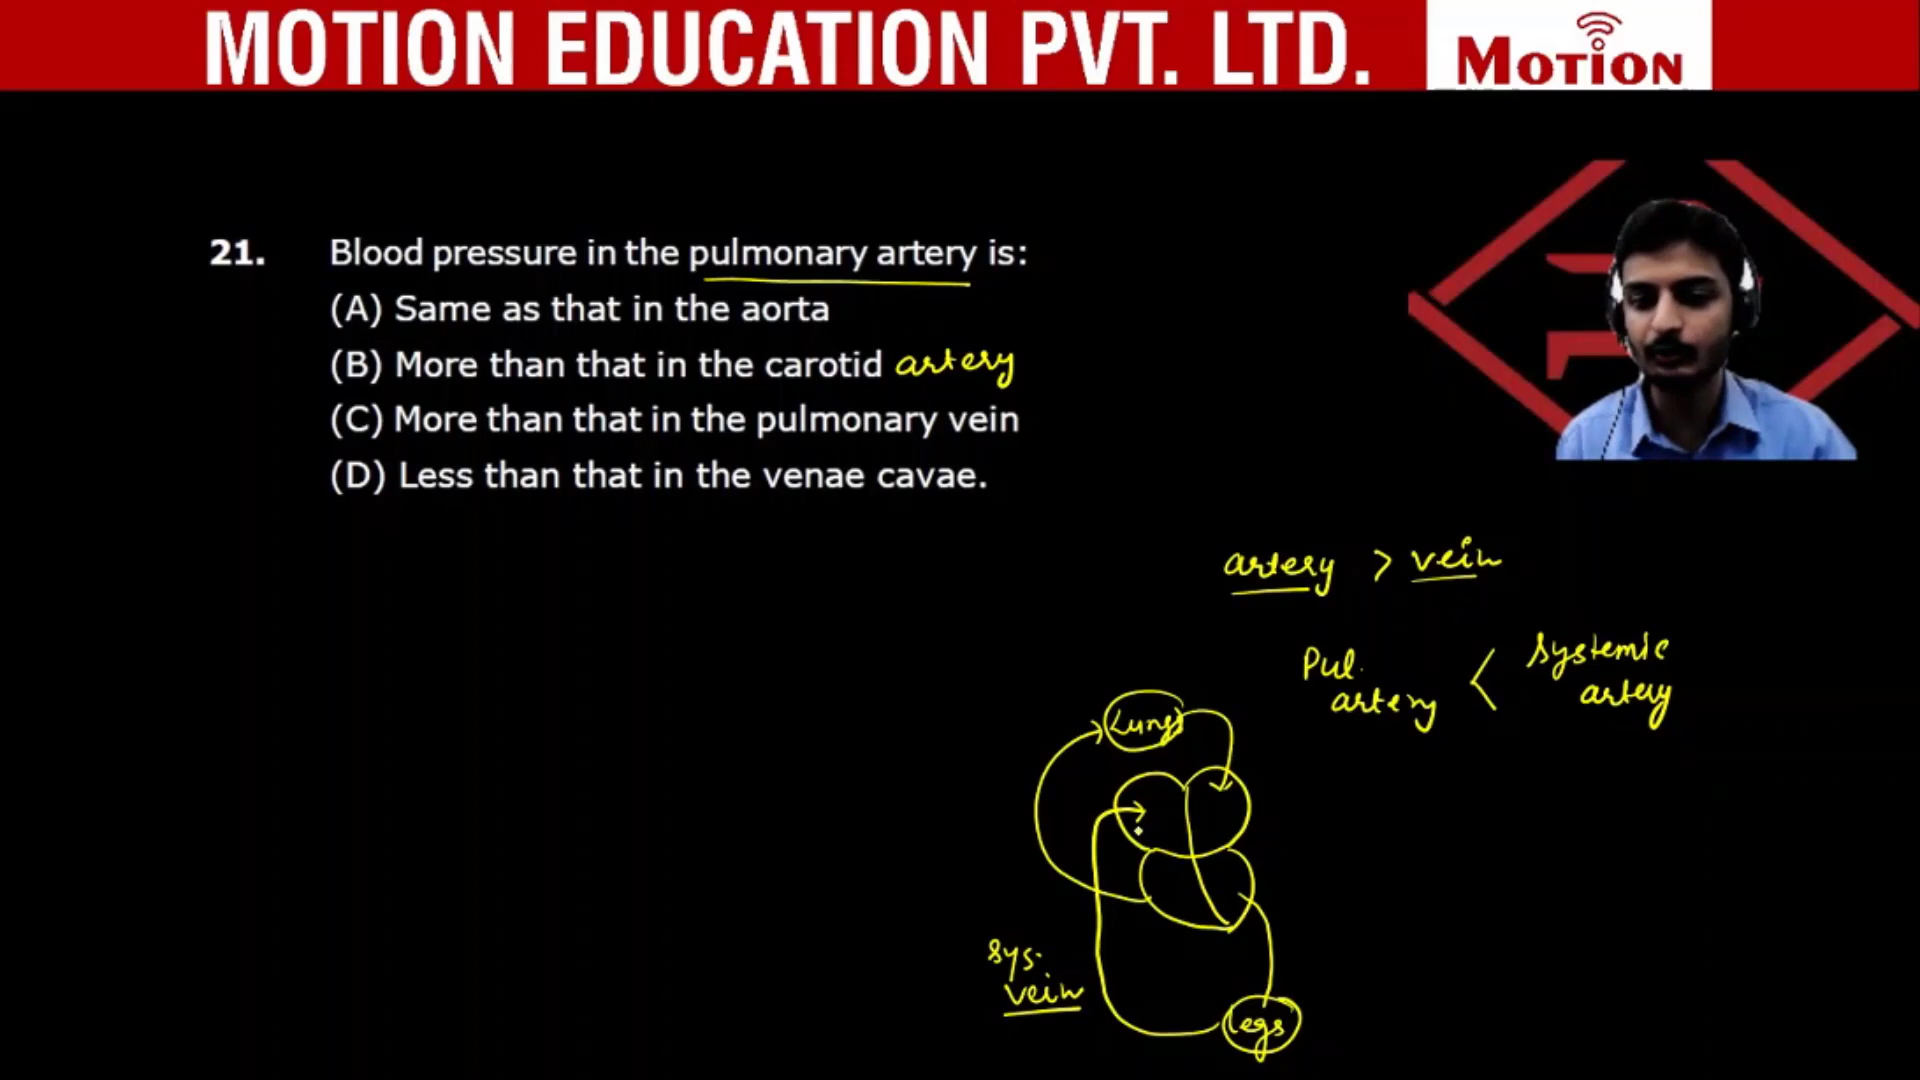 MOTION EDUCATION PVT. LTD.
MOTION
21. Blood pressure in the pulmonary artery is:
(A) Same as that in the aorta
(B) More than that in the carotid artery
(C) More than that in the pulmonary vein
(D) Less than that in the venae cavae.
artery > vein
Pul. artery < systemic artery
Lungs
sys. vein
legs